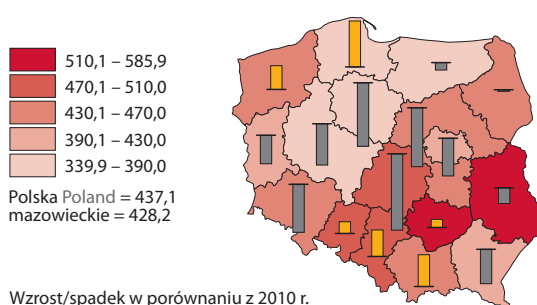 510,1 – 585,9
470,1 – 510,0
430,1 – 470,0
390,1 – 430,0
339,9 – 390,0
Polska Poland = 437,1
mazowieckie = 428,2
Wzrost/spadek w porównaniu z 2010 r.